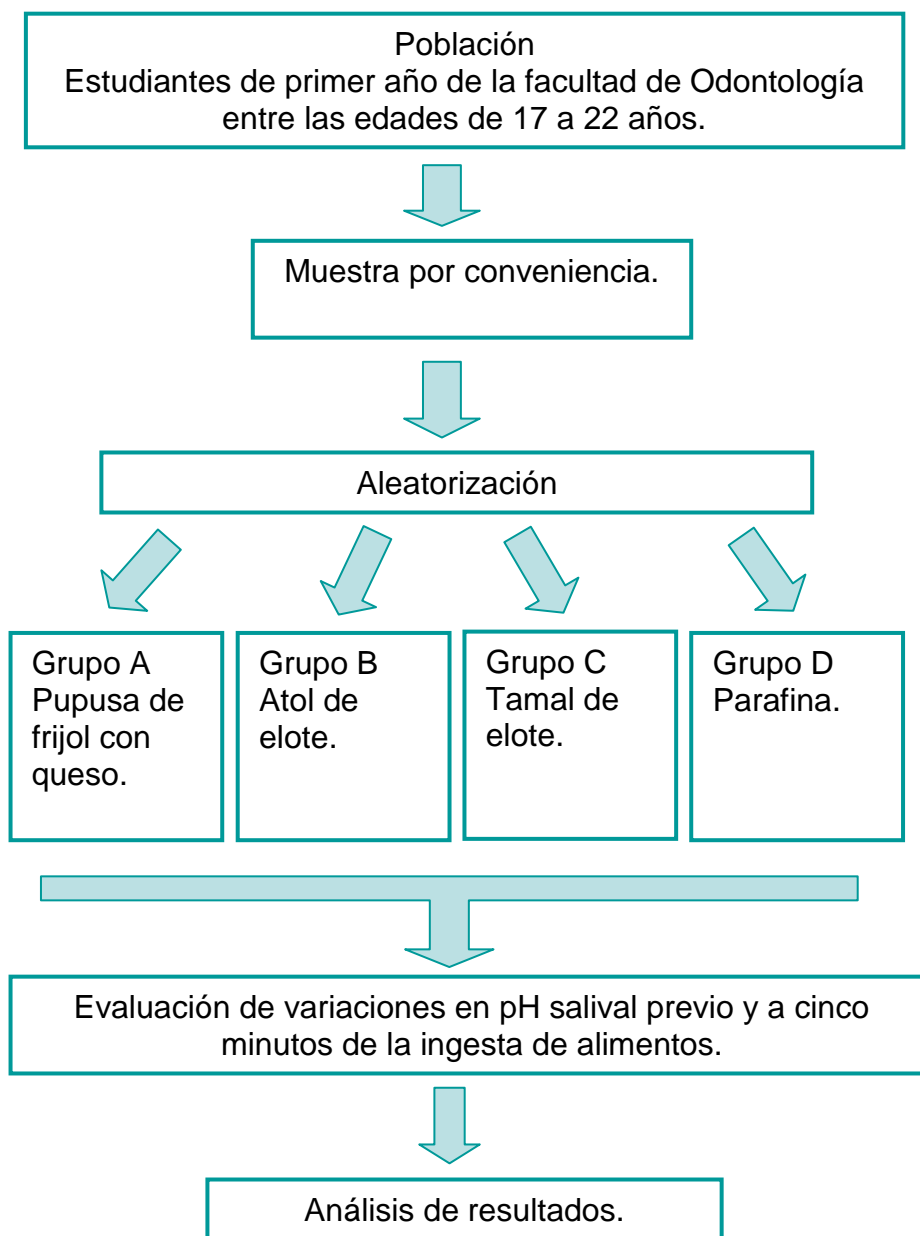 Población
Estudiantes de primer año de la facultad de Odontología
entre las edades de 17 a 22 años.
Muestra por conveniencia.
Aleatorización
Grupo A
Pupusa de
frijol con
queso.
Grupo B
Atol de
elote.
Grupo C
Tamal de
elote.
Grupo D
Parafina.
Evaluación de variaciones en pH salival previo y a cinco
minutos de la ingesta de alimentos.
Análisis de resultados.